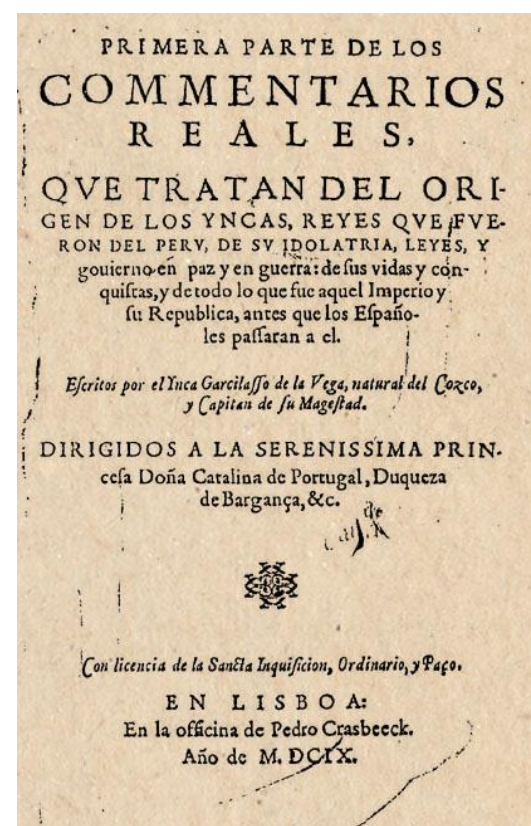 PRIMERA PARTE DE LOS
COMMENTARIOS
REALES,
QVE TRATAN DEL ORI-
GEN DE LOS YNCAS, REYES QVE FVE-
RON DEL PERV, DE SV IDOLATRIA, LEYES, Y
gouierno en paz y en guerra: de sus vidas y con-
quistas, y de todo lo que fue aquel Imperio y
su Republica, antes que los Españo-
les passaran a el.
Escritos por el Ynca Garcilasso de la Vega, natural del Cozco,
y Capitan de su Magestad.
DIRIGIDOS A LA SERENISSIMA PRIN-
cesa Doña Catalina de Portugal, Duqueza
de Bargança, &c.
de
Con licencia de la Sancta Inquisicion, Ordinario, y Paço.
EN LISBOA:
En la officina de Pedro Crasbeeck.
Año de M. DCIX.